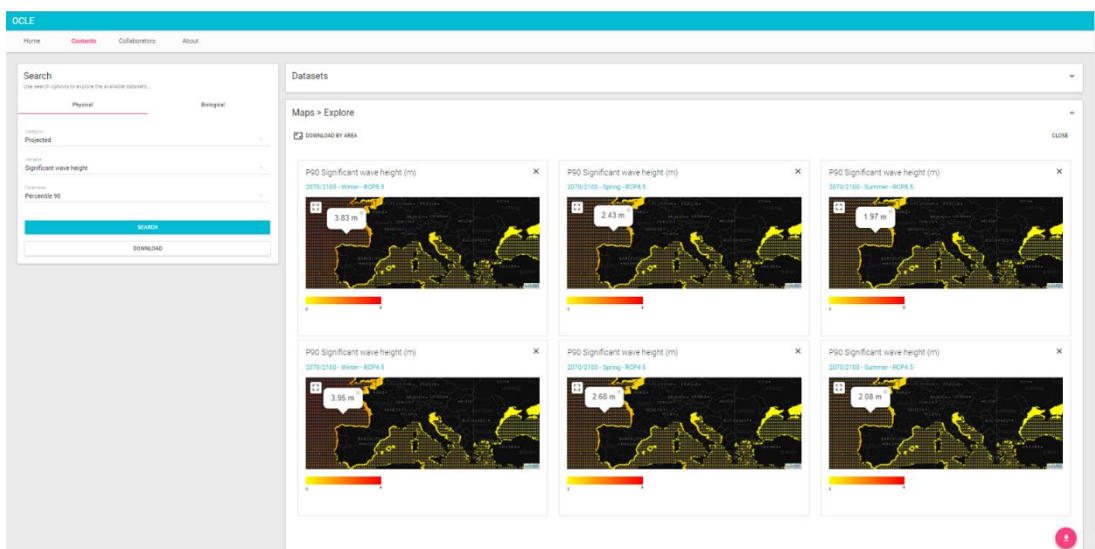 OCLE
Home Contents Collaborators About
Search
Use search options to explore the available datasets...
Physical Biological
Category
Projected
Variable
Significant wave height
Parameter
Percentile 90
SEARCH
DOWNLOAD
Datasets
Maps > Explore
DOWNLOAD BY AREA CLOSE
P90 Significant wave height (m)
2070/2100 - Winter - RCP8.5
3.83 m
P90 Significant wave height (m)
2070/2100 - Spring - RCP8.5
2.43 m
P90 Significant wave height (m)
2070/2100 - Summer - RCP8.5
1.97 m
P90 Significant wave height (m)
2070/2100 - Winter - RCP4.5
3.95 m
P90 Significant wave height (m)
2070/2100 - Spring - RCP4.5
2.68 m
P90 Significant wave height (m)
2070/2100 - Summer - RCP4.5
2.08 m